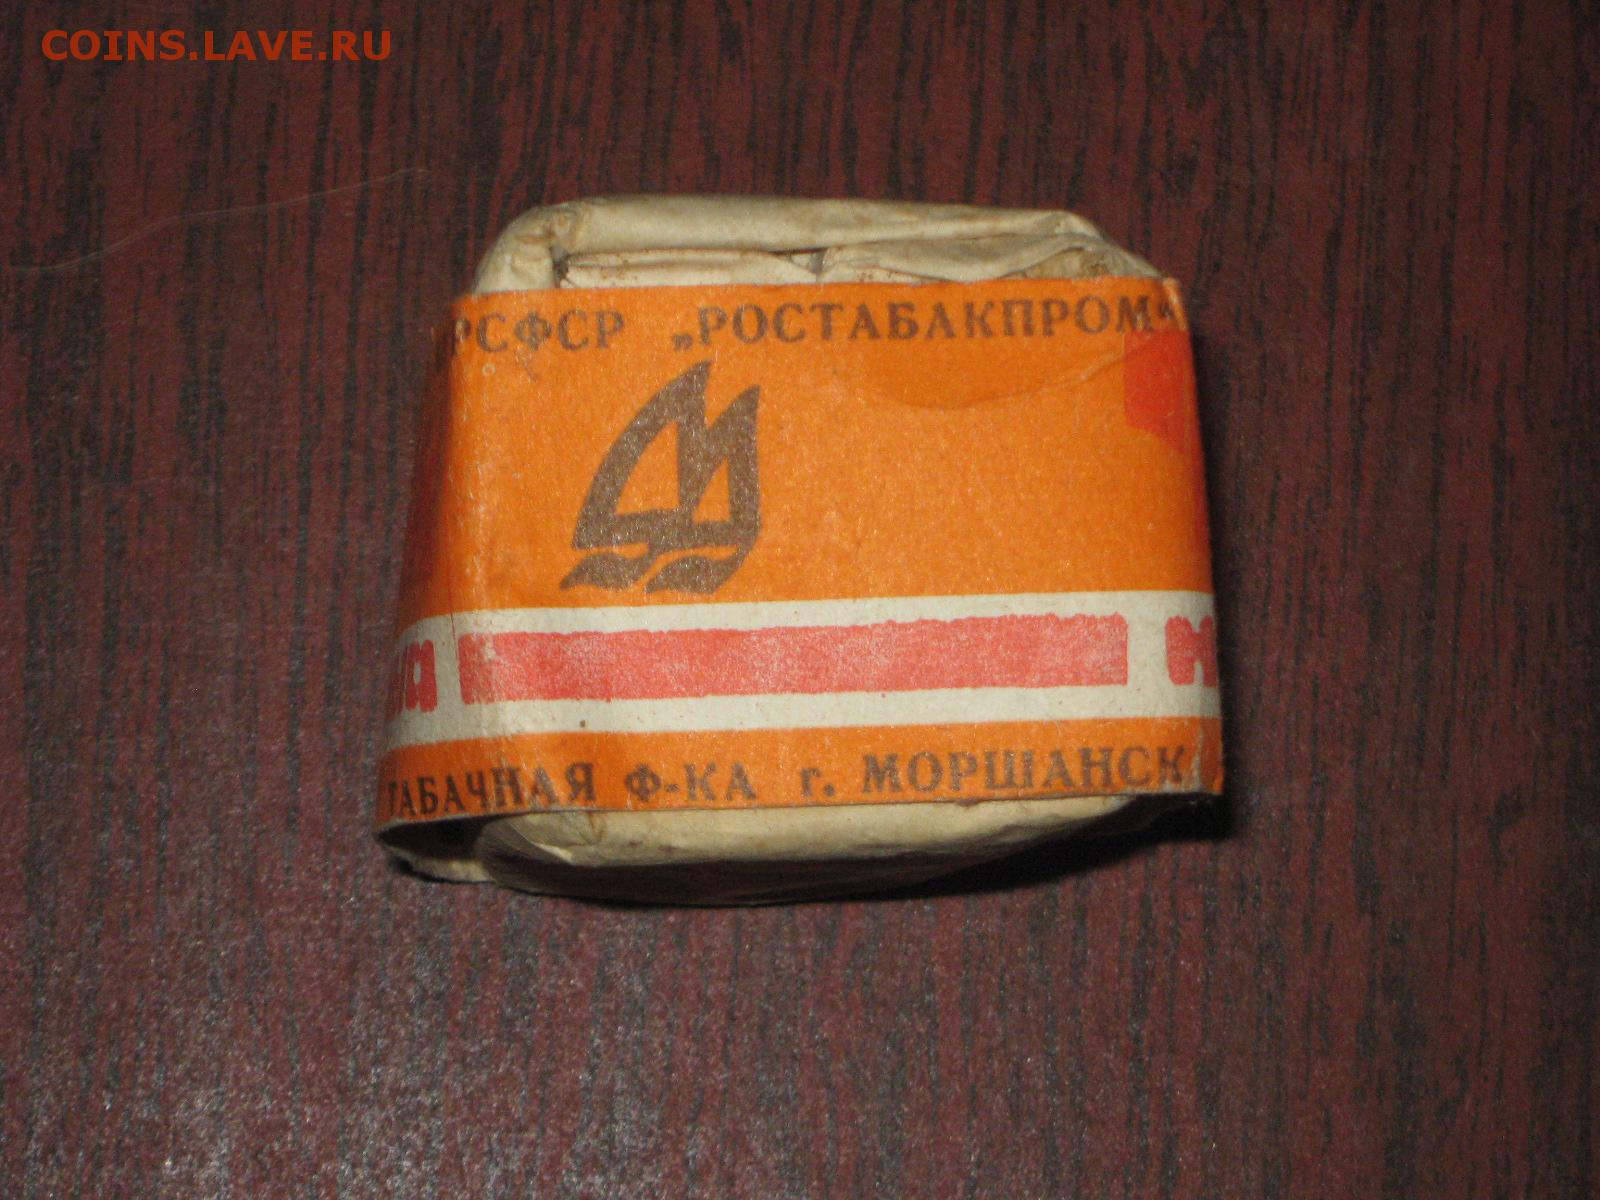 COINS.LAVE.RU
РСФСР „РОСТАБАКПРОМ“
ТАБАЧНАЯ Ф-КА г. МОРШАНСК